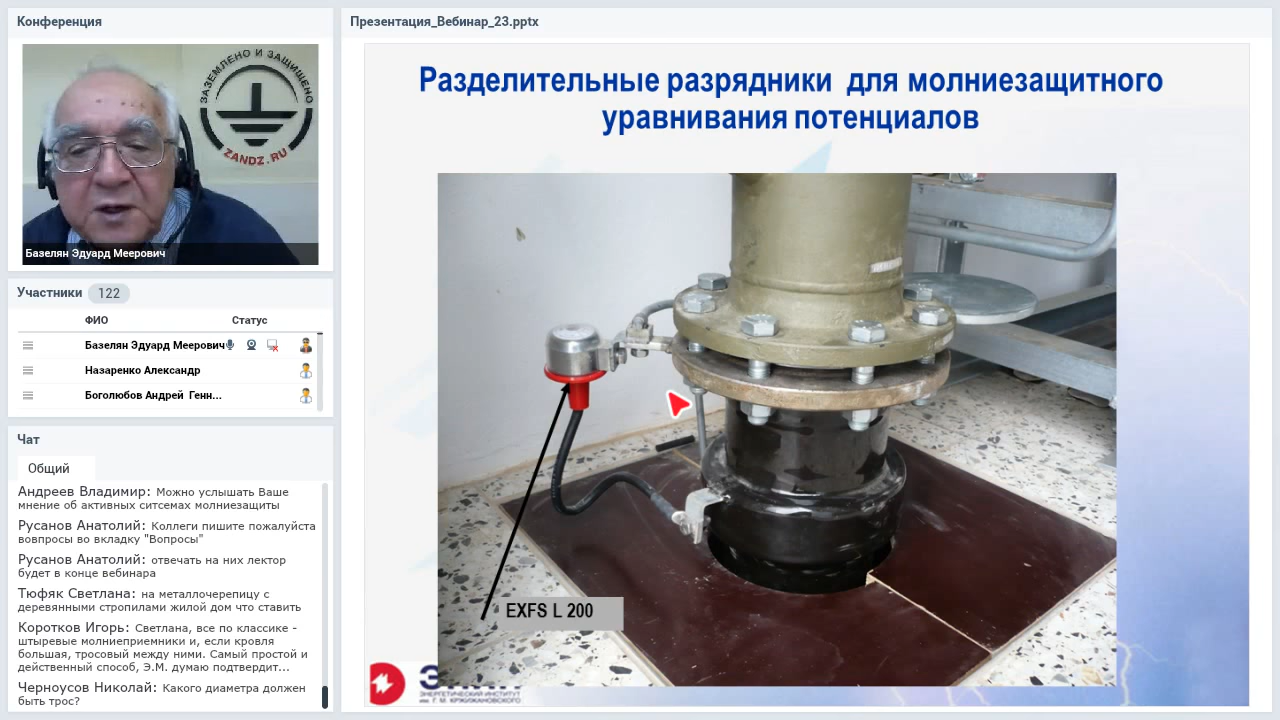 Конференция
ЗАЗЕМЛЕНО И ЗАЩИЩЕНО
ZANDZ.RU
Базелян Эдуард Меерович
Участники 122
ФИО Статус
Базелян Эдуард Меерович
Назаренко Александр
Боголюбов Андрей Генн...
Чат
Общий
Андреев Владимир: Можно услышать Ваше
мнение об активных ситсемах молниезащиты
Русанов Анатолий: Коллеги пишите пожалуйста
вовпросы во вкладку "Вопросы"
Русанов Анатолий: отвечать на них лектор
будет в конце вебинара
Тюфяк Светлана: на металлочерепицу с
деревянными стропилами жилой дом что ставить
Коротков Игорь: Светлана, все по классике -
штыревые молниеприемники и, если кровля
большая, тросовый между ними. Самый простой и
действенный способ, Э.М. думаю подтвердит...
Черноусов Николай: Какого диаметра должен
быть трос?
Презентация_Вебинар_23.pptx
Разделительные разрядники для молниезащитного
уравнивания потенциалов
EXFS L 200
ЭНЕРГЕТИЧЕСКИЙ ИНСТИТУТ
им. Г. М. КРЖИЖАНОВСКОГО